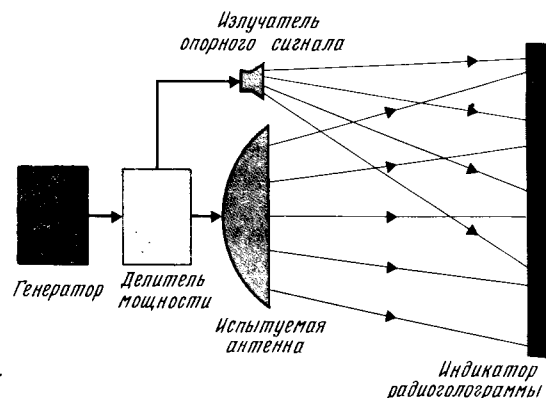 Излучатель
опорного сигнала
Генератор
Делитель
мощности
Испытуемая
антенна
Индикатор
радиоголограммы